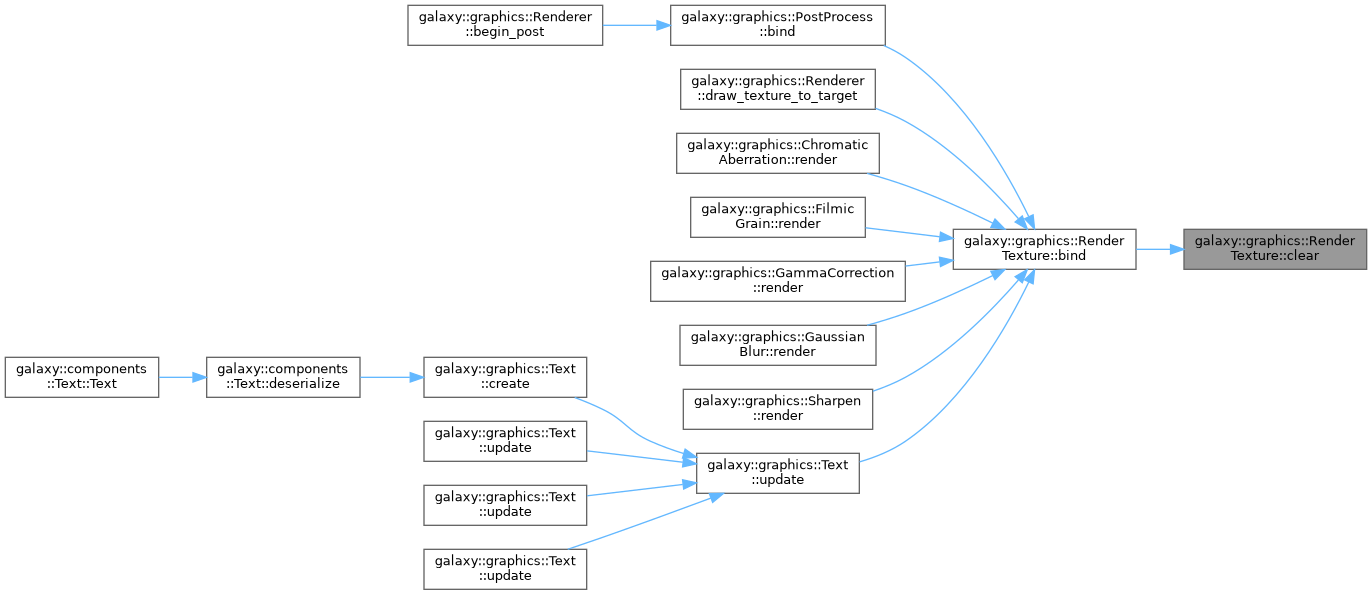 galaxy::graphics::Renderer
::begin_post
galaxy::graphics::PostProcess
::bind
galaxy::graphics::Renderer
::draw_texture_to_target
galaxy::graphics::Chromatic
Aberration::render
galaxy::graphics::Filmic
Grain::render
galaxy::graphics::Render
Texture::bind
galaxy::graphics::Render
Texture::clear
galaxy::graphics::GammaCorrection
::render
galaxy::graphics::Gaussian
Blur::render
galaxy::components
::Text::Text
galaxy::components
::Text::deserialize
galaxy::graphics::Text
::create
galaxy::graphics::Sharpen
::render
galaxy::graphics::Text
::update
galaxy::graphics::Text
::update
galaxy::graphics::Text
::update
galaxy::graphics::Text
::update